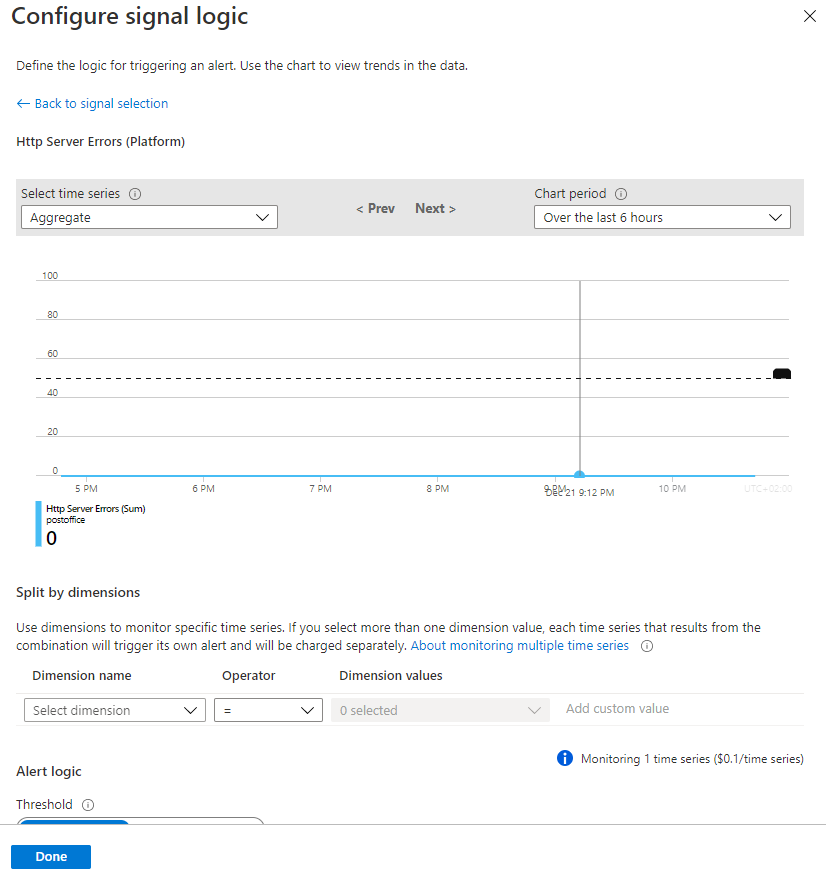 Configure signal logic
Define the logic for triggering an alert. Use the chart to view trends in the data.
← Back to signal selection
Http Server Errors (Platform)
Select time series
Chart period
Aggregate
< Prev
Next >
Over the last 6 hours
100
80
60
40
20
0
5 PM
6 PM
7 PM
8 PM
9 PM
Dec 21 9:12 PM
10 PM
UTC+02:00
Http Server Errors (Sum)
postoffice
0
Split by dimensions
Use dimensions to monitor specific time series. If you select more than one dimension value, each time series that results from the
combination will trigger its own alert and will be charged separately. About monitoring multiple time series
Dimension name
Operator
Dimension values
Select dimension
=
0 selected
Add custom value
Monitoring 1 time series ($0.1/time series)
Alert logic
Threshold
Done